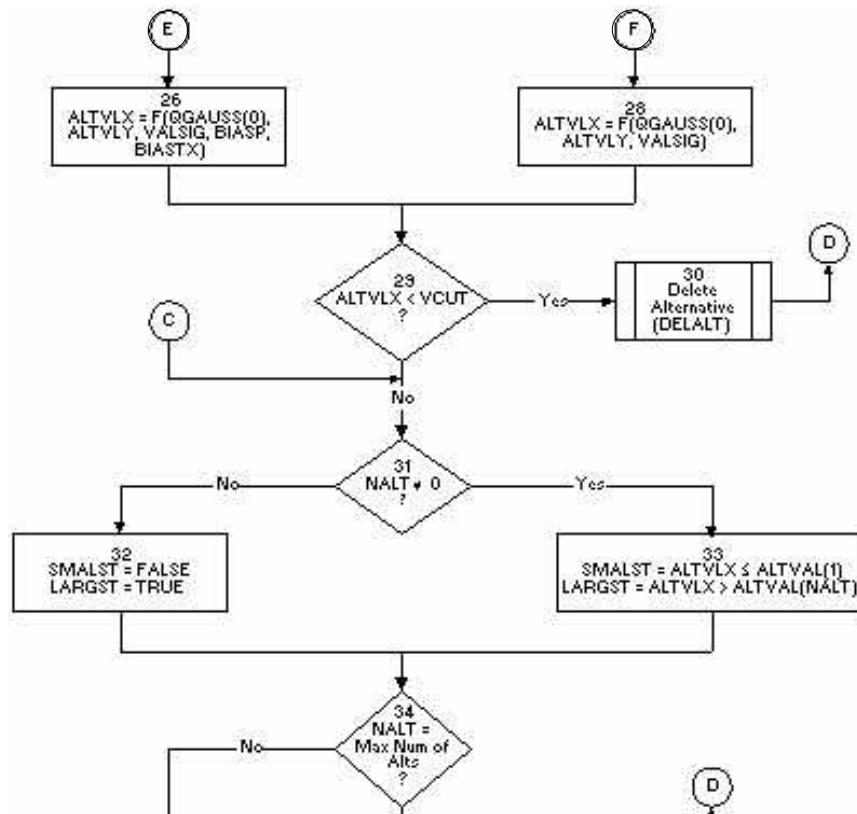 E
F
26
ALTVLX = F(QGAUSS(0),
ALTVLY, VALSIG, BIASP,
BIASTX)
28
ALTVLX = F(QGAUSS(0),
ALTVLY, VALSIG)
D
29
ALTVLX < VCUT
?
Yes
30
Delete
Alternative
(DELALT)
C
No
31
NALT ≠ 0
?
No
Yes
32
SMALST = FALSE
LARGST = TRUE
33
SMALST = ALTVLX ≤ ALTVAL(1)
LARGST = ALTVLX > ALTVAL(NALT)
34
NALT =
Max Num of
Alts
?
No
D